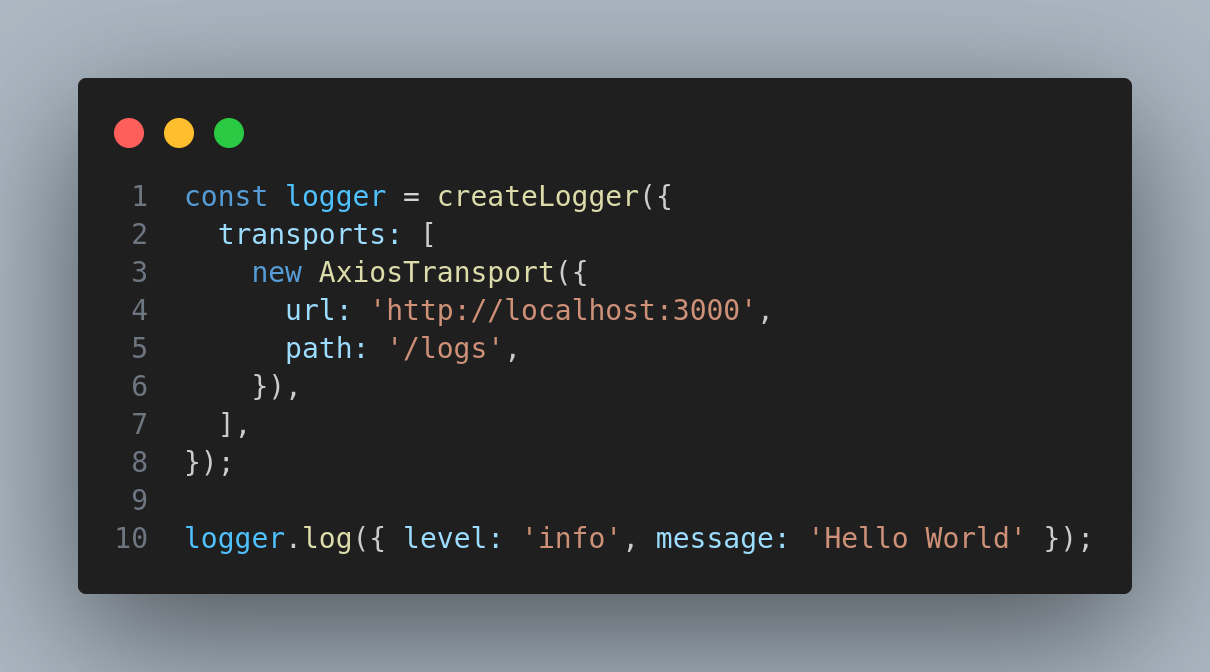 1 const logger = createLogger({
2   transports: [
3     new AxiosTransport({
4       url: 'http://localhost:3000',
5       path: '/logs',
6     }),
7   ],
8 });
9
10 logger.log({ level: 'info', message: 'Hello World' });